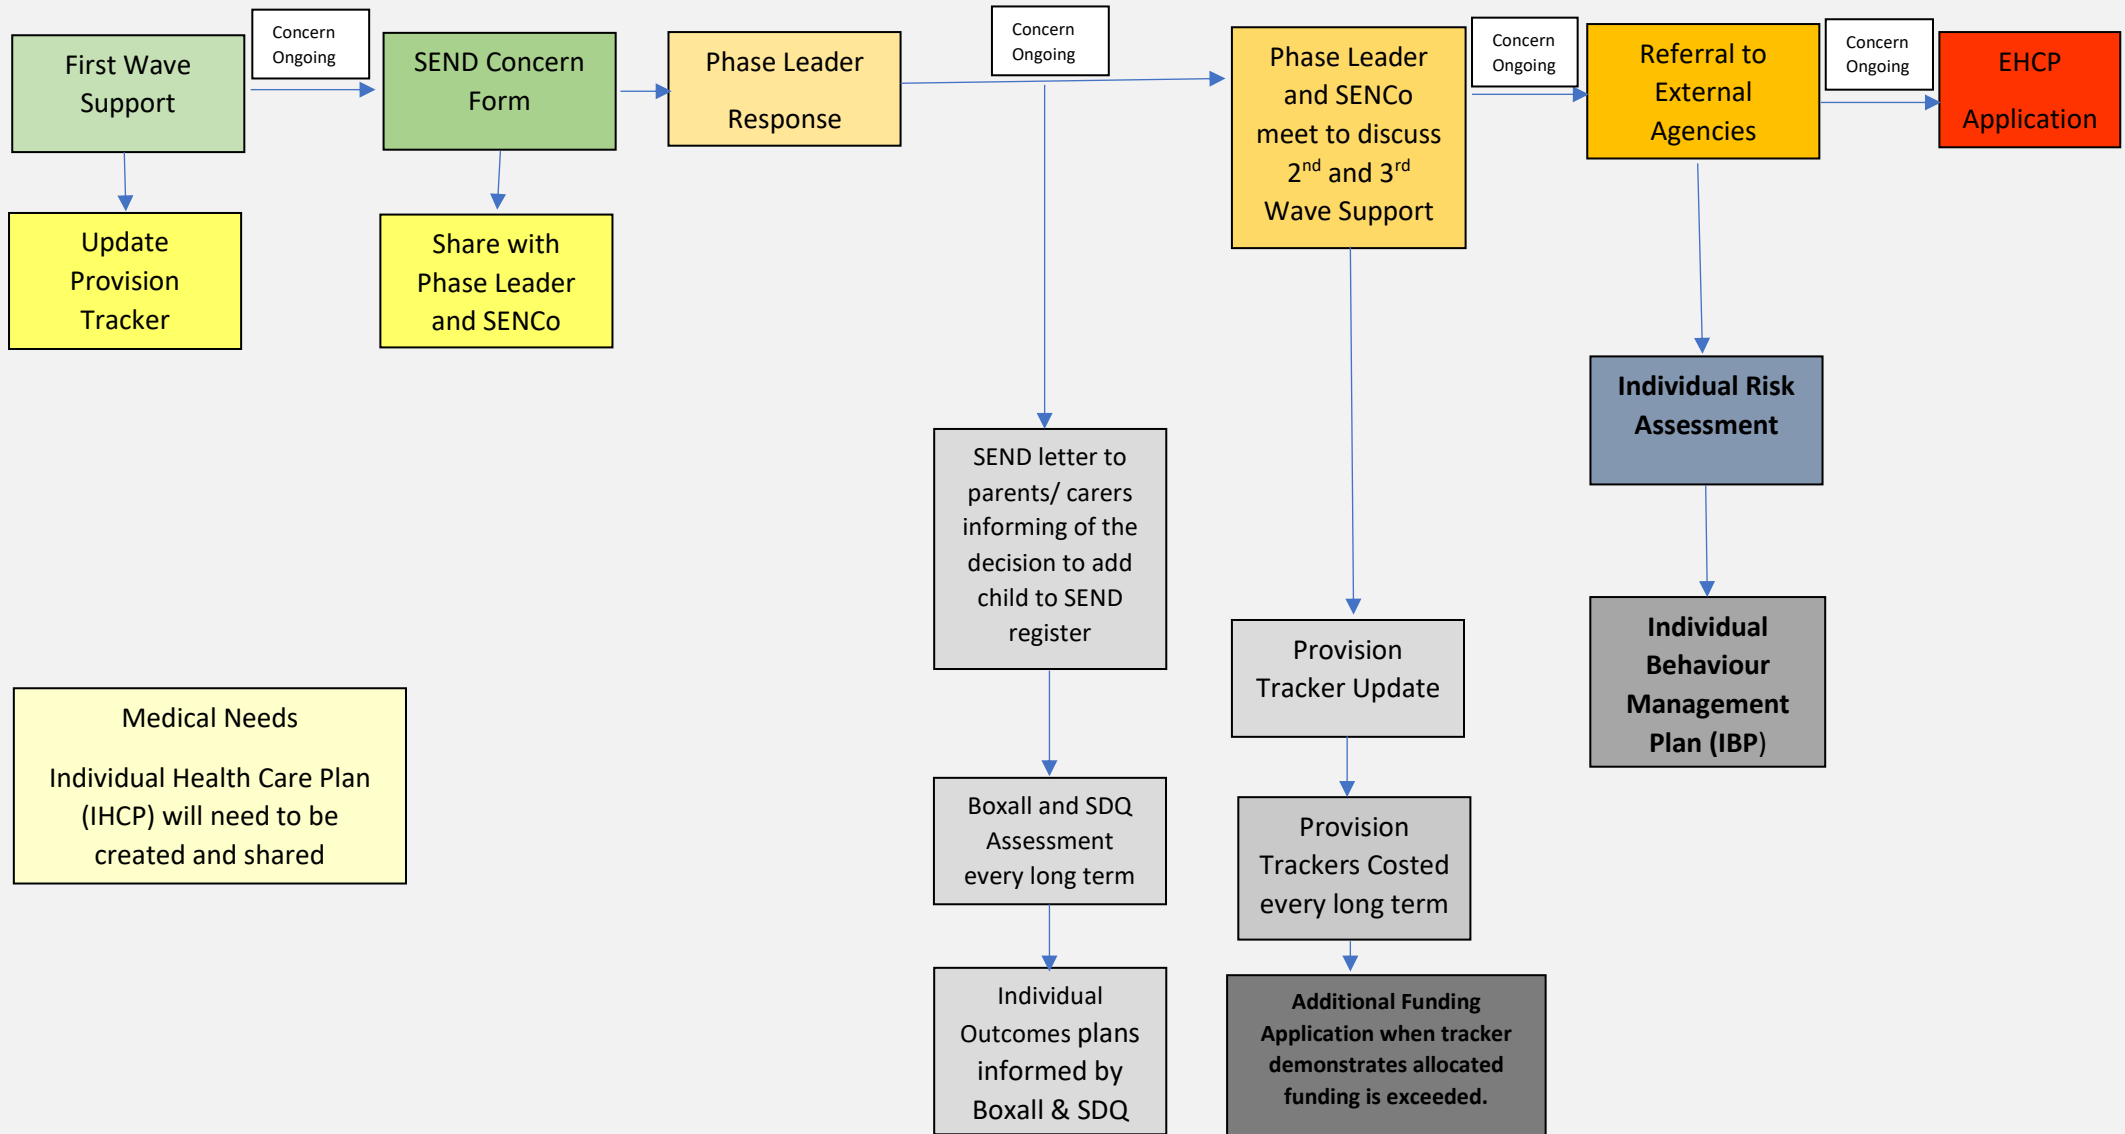 First Wave
Support
Concern
Ongoing
SEND Concern
Form
Phase Leader
Response
Concern
Ongoing
Phase Leader
and SENCo
meet to discuss
2nd and 3rd
Wave Support
Concern
Ongoing
Referral to
External
Agencies
Concern
Ongoing
EHCP
Application
Update
Provision
Tracker
Share with
Phase Leader
and SENCo
SEND letter to
parents/ carers
informing of the
decision to add
child to SEND
register
Boxall and SDQ
Assessment
every long term
Individual
Outcomes plans
informed by
Boxall & SDQ
Provision
Tracker Update
Provision
Trackers Costed
every long term
Additional Funding
Application when tracker
demonstrates allocated
funding is exceeded.
Individual Risk
Assessment
Individual
Behaviour
Management
Plan (IBP)
Medical Needs
Individual Health Care Plan
(IHCP) will need to be
created and shared